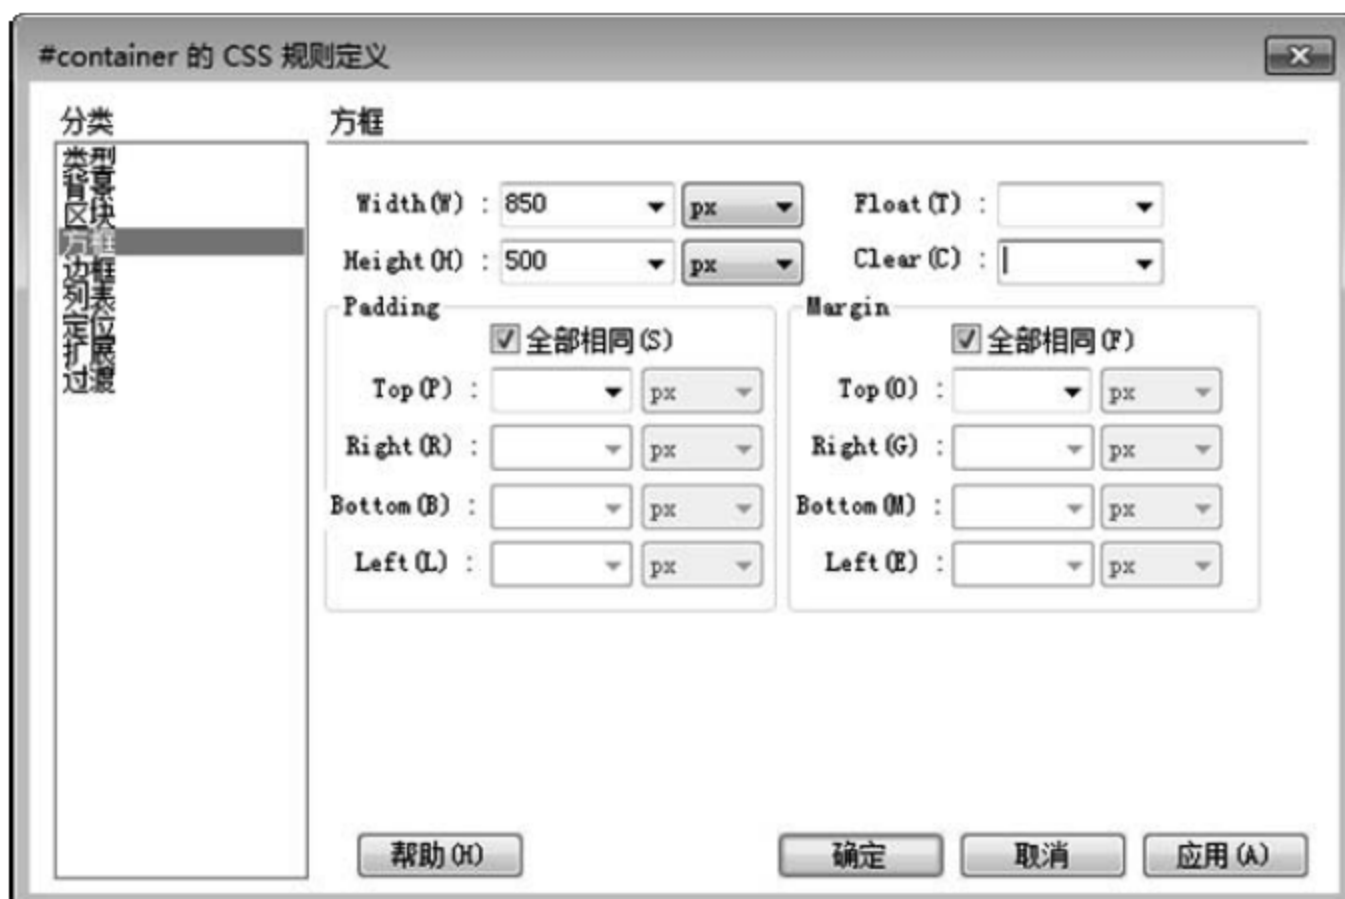 #container 的 CSS 规则定义
分类
类型
背景
区块
方框
边框
列表
定位
扩展
过渡
方框
Width(W) : 850 px Float(T) :
Height(H) : 500 px Clear(C) :
Padding
全部相同(S)
Top(P) : px
Right(R) : px
Bottom(B) : px
Left(L) : px
Margin
全部相同(F)
Top(O) : px
Right(G) : px
Bottom(M) : px
Left(E) : px
帮助(H) 确定 取消 应用(A)